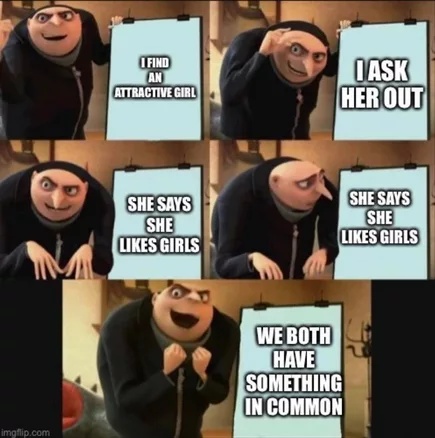 I FIND
AN
ATTRACTIVE GIRL
I ASK
HER OUT
SHE SAYS
SHE
LIKES GIRLS
SHE SAYS
SHE
LIKES GIRLS
WE BOTH
HAVE
SOMETHING
IN COMMON
imgflip.com